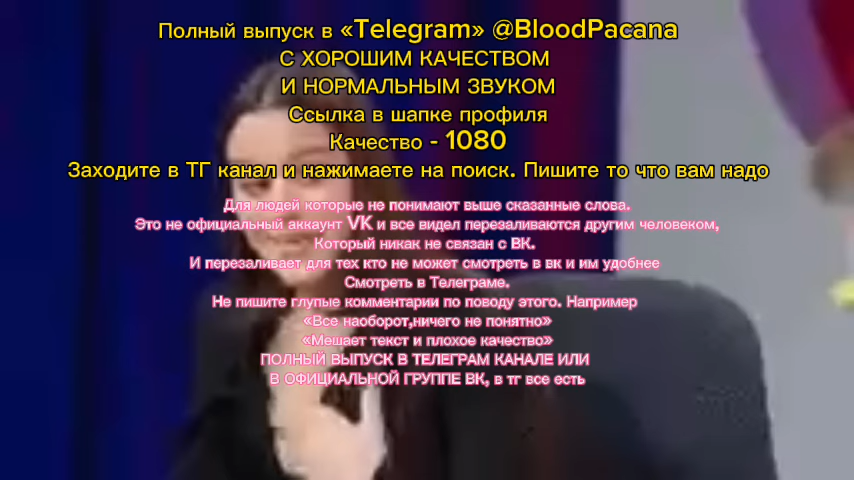 Полный выпуск в «Telegram» @BloodPacana
С ХОРОШИМ КАЧЕСТВОМ
И НОРМАЛЬНЫМ ЗВУКОМ
Ссылка в шапке профиля
Качество - 1080
Заходите в ТГ канал и нажимаете на поиск. Пишите то что вам надо
Для людей которые не понимают выше сказанные слова.
Это не официальный аккаунт VK и все видел перезаливаются другим человеком,
Который никак не связан с ВК.
И перезаливает для тех кто не может смотреть в вк и им удобнее
Смотреть в Телеграме.
Не пишите глупые комментарии по поводу этого. Например
«Все наоборот,ничего не понятно»
«Мешает текст и плохое качество»
ПОЛНЫЙ ВЫПУСК В ТЕЛЕГРАМ КАНАЛЕ ИЛИ
В ОФИЦИАЛЬНОЙ ГРУППЕ ВК, в тг все есть